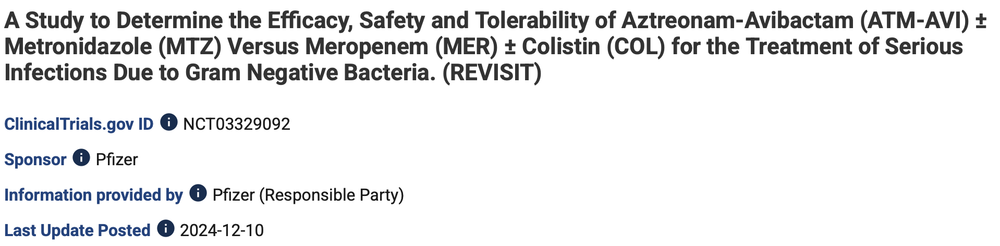 A Study to Determine the Efficacy, Safety and Tolerability of Aztreonam-Avibactam (ATM-AVI) ±
Metronidazole (MTZ) Versus Meropenem (MER) ± Colistin (COL) for the Treatment of Serious
Infections Due to Gram Negative Bacteria. (REVISIT)
ClinicalTrials.gov ID i NCT03329092
Sponsor i Pfizer
Information provided by i Pfizer (Responsible Party)
Last Update Posted i 2024-12-10